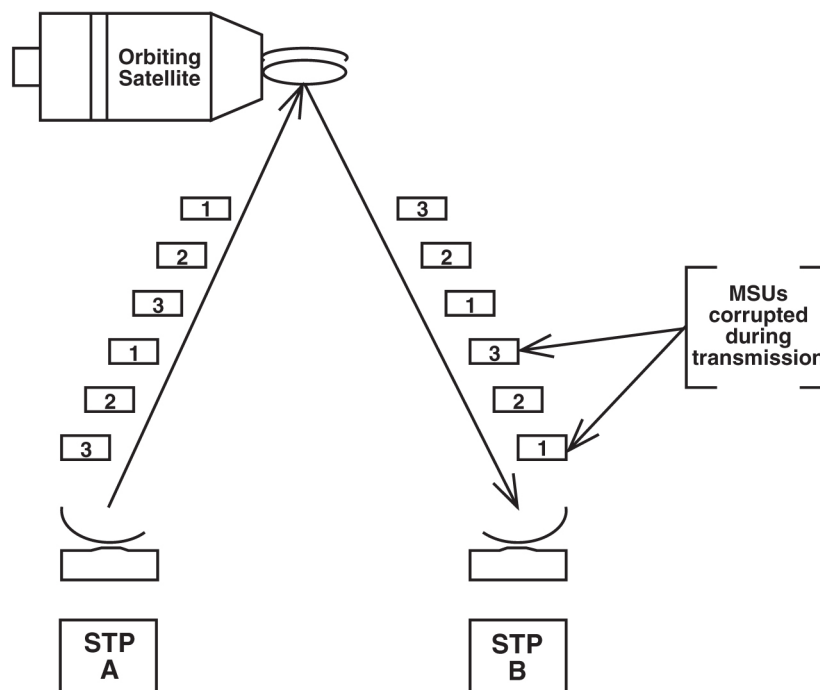 Orbiting
Satellite
1
3
2
2
3
1
1
3
2
2
3
1
MSUs
corrupted
during
transmission
STP
A
STP
B